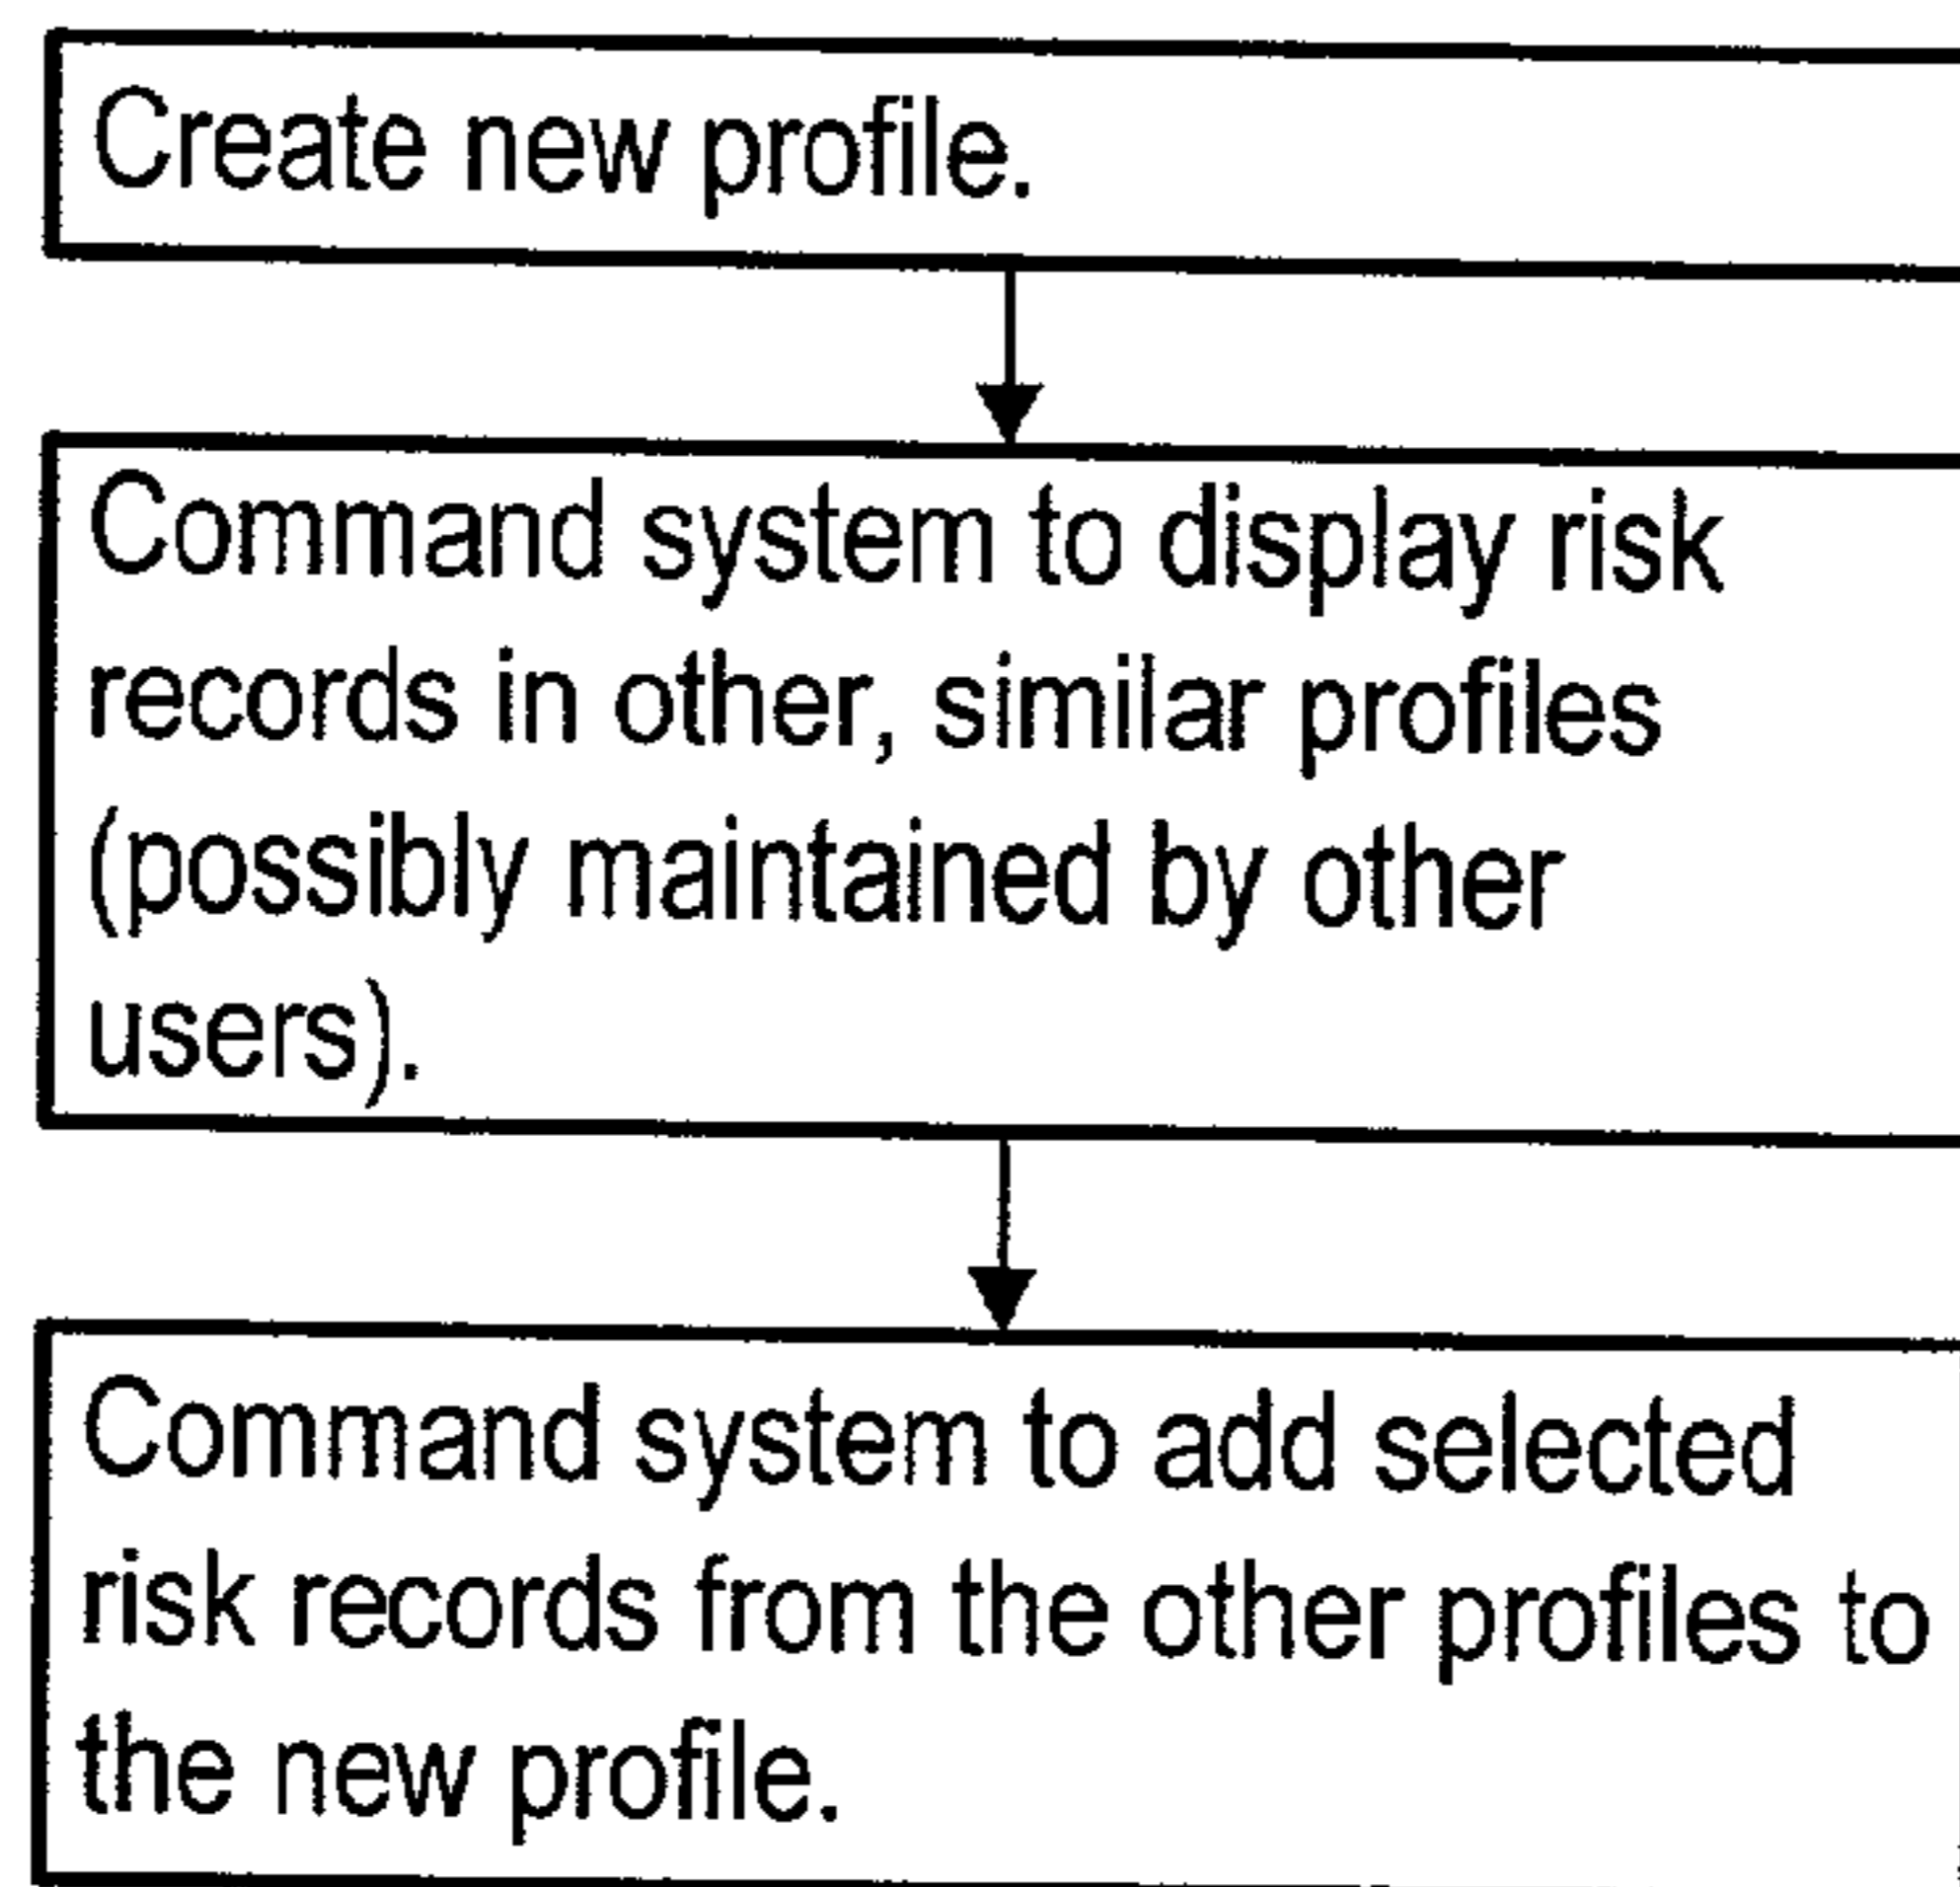 Create new profile.
Command system to display risk
records in other, similar profiles
(possibly maintained by other
users).
Command system to add selected
risk records from the other profiles to
the new profile.